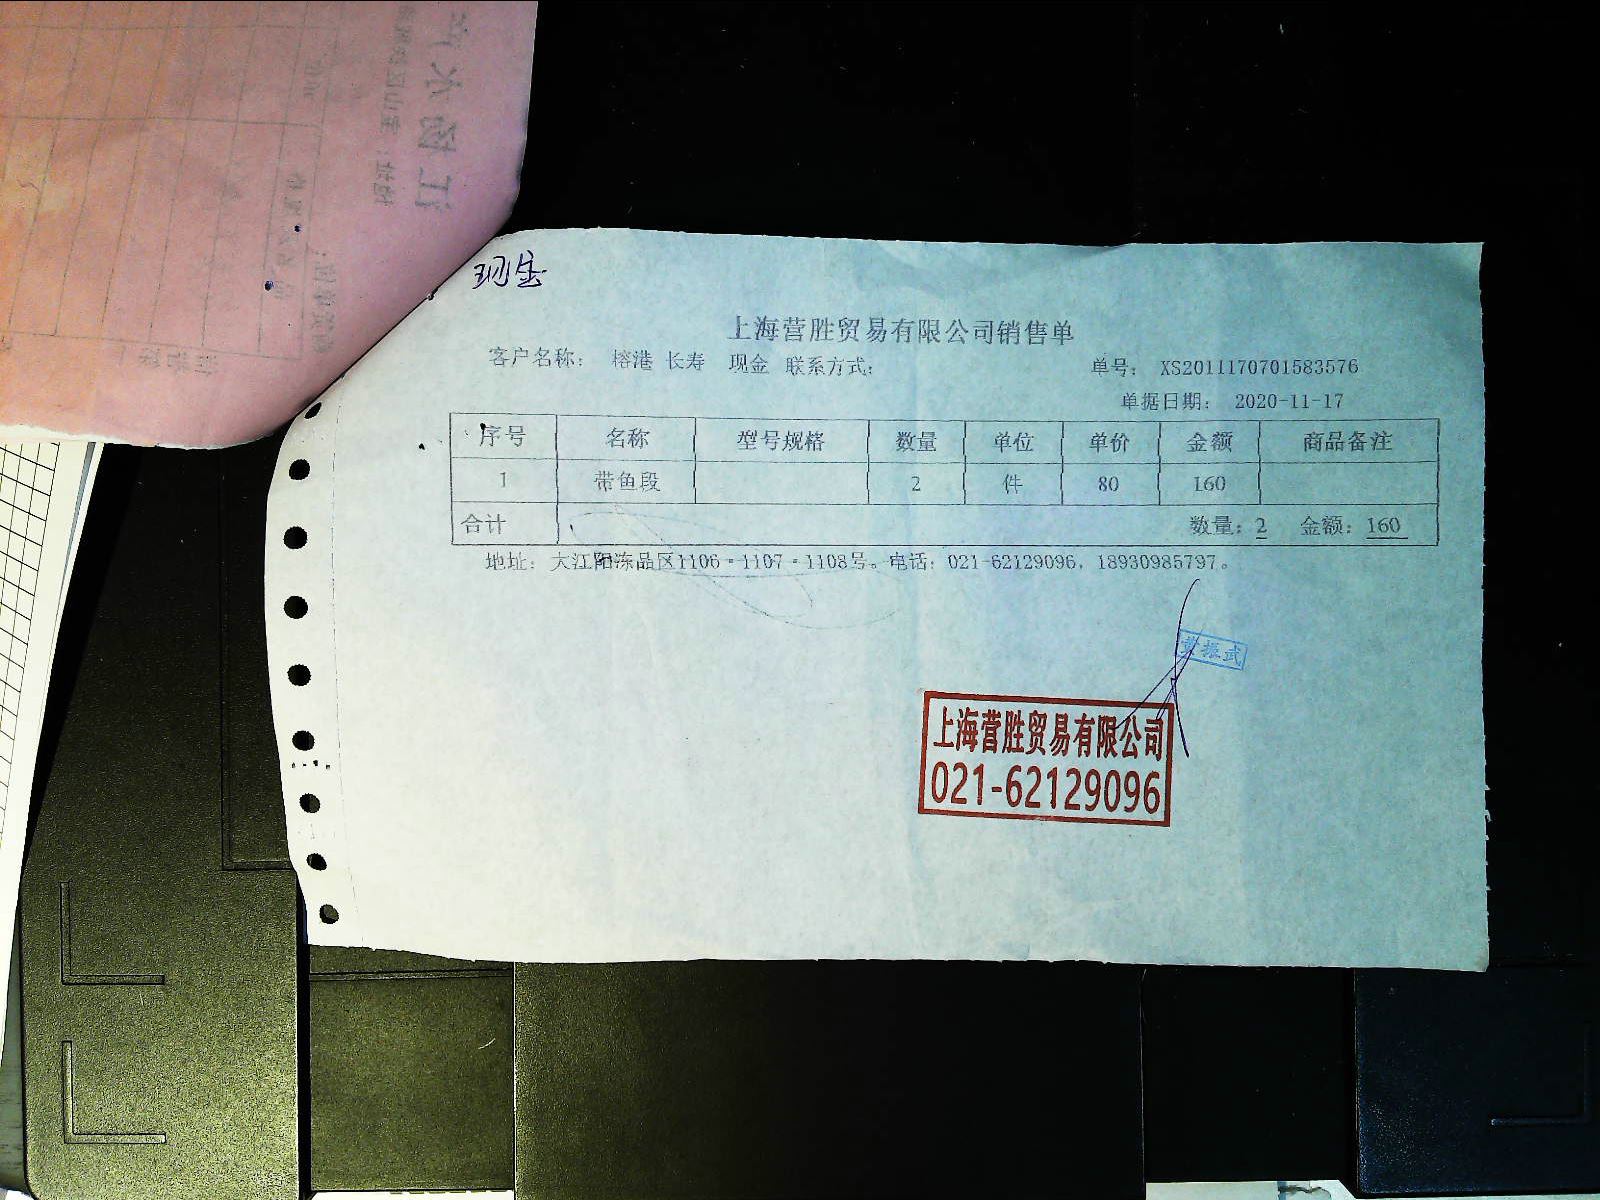 现金
上海营胜贸易有限公司销售单
客户名称： 榕港 长寿 现金 联系方式： 单号： XS2011170701583576
单据日期： 2020-11-17
序号 名称 型号规格 数量 单位 单价 金额 商品备注
1 带鱼段 2 件 80 160
合计 数量：2 金额：160
地址：大江阳冻品区1106·1107·1108号。电话：021-62129096，18930985797。
黄振武
上海营胜贸易有限公司
021-62129096